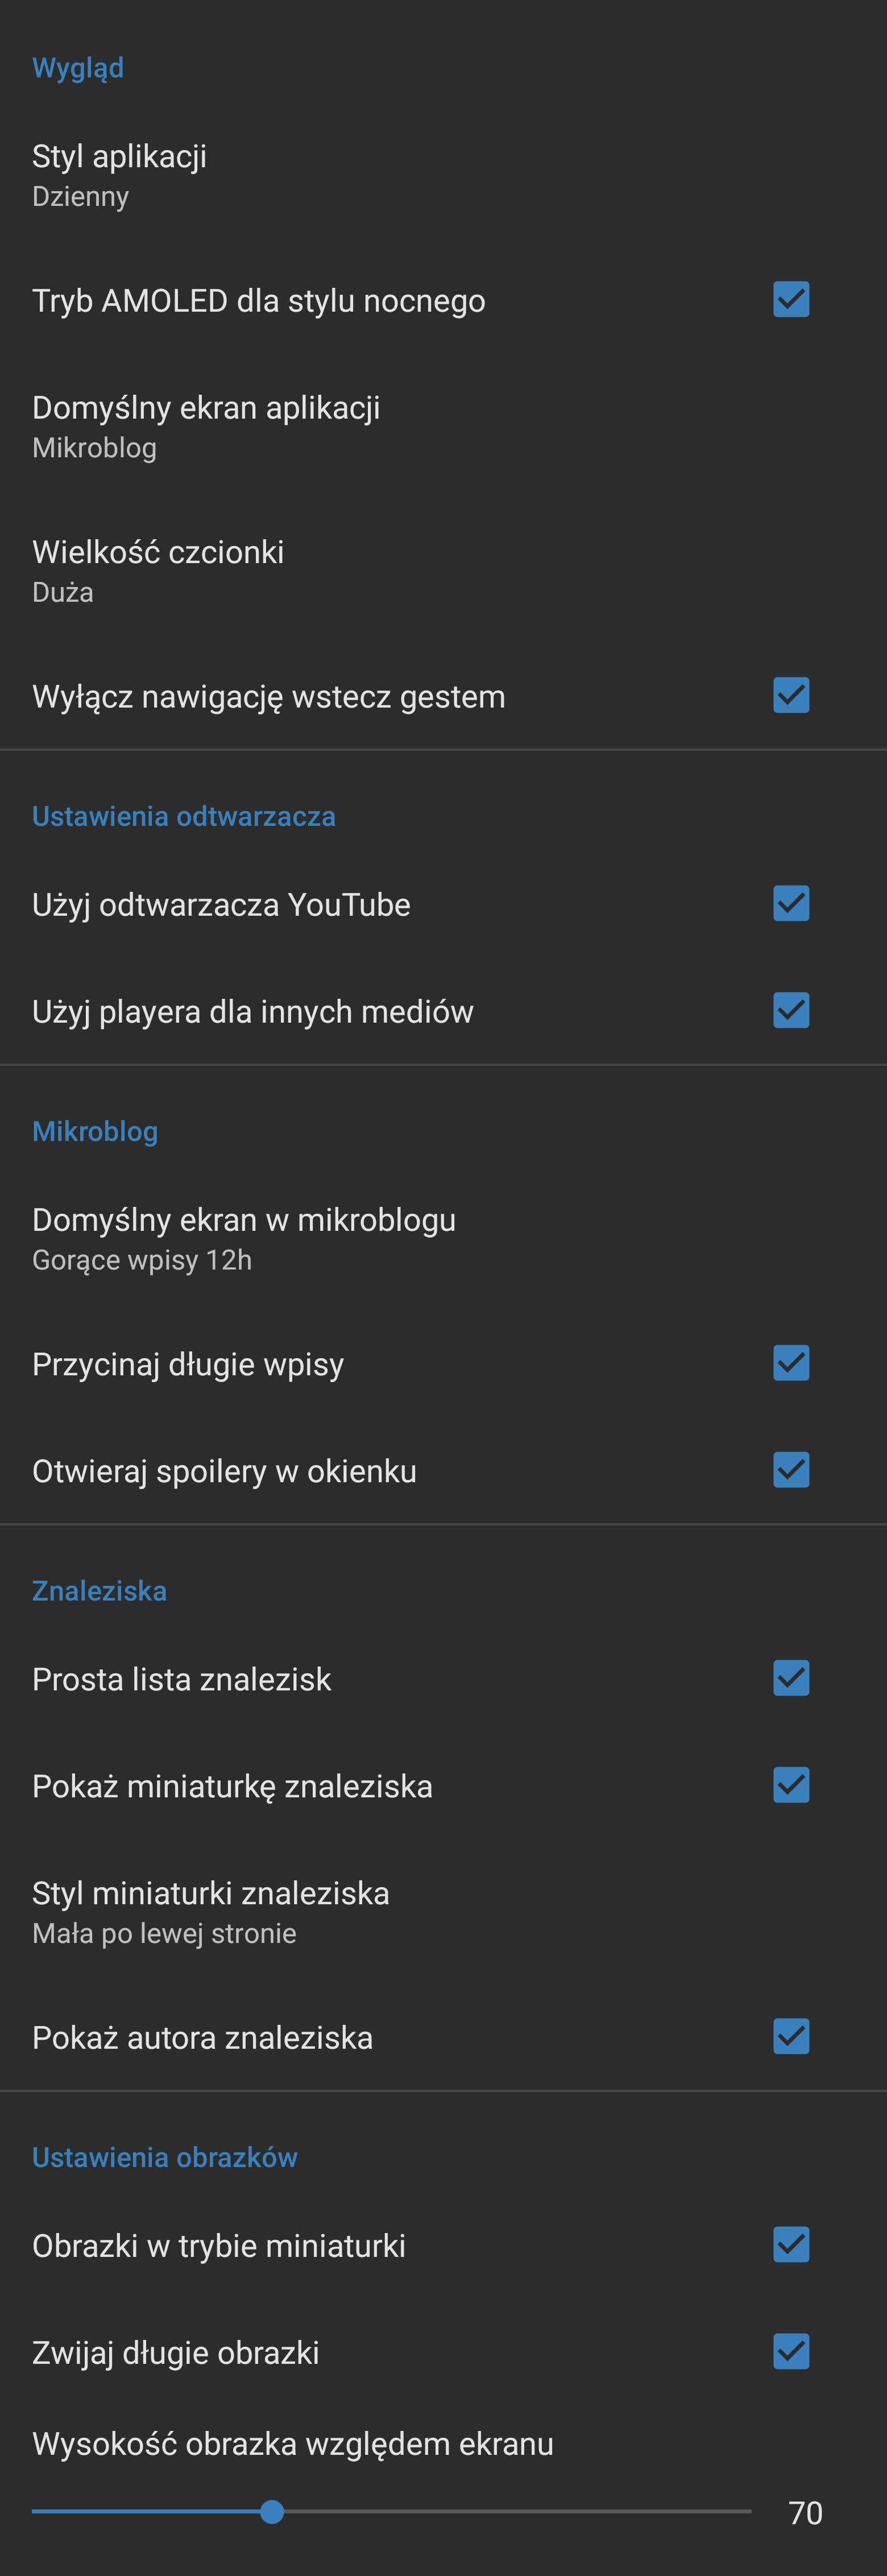 Wygląd
Styl aplikacji
Dzienny
Tryb AMOLED dla stylu nocnego
Domyślny ekran aplikacji
Mikroblog
Wielkość czcionki
Duża
Wyłącz nawigację wstecz gestem
Ustawienia odtwarzacza
Użyj odtwarzacza YouTube
Użyj playera dla innych mediów
Mikroblog
Domyślny ekran w mikroblogu
Gorące wpisy 12h
Przycinaj długie wpisy
Otwieraj spoilery w okienku
Znaleziska
Prosta lista znalezisk
Pokaż miniaturkę znaleziska
Styl miniaturki znaleziska
Mała po lewej stronie
Pokaż autora znaleziska
Ustawienia obrazków
Obrazki w trybie miniaturki
Zwijaj długie obrazki
Wysokość obrazka względem ekranu
70